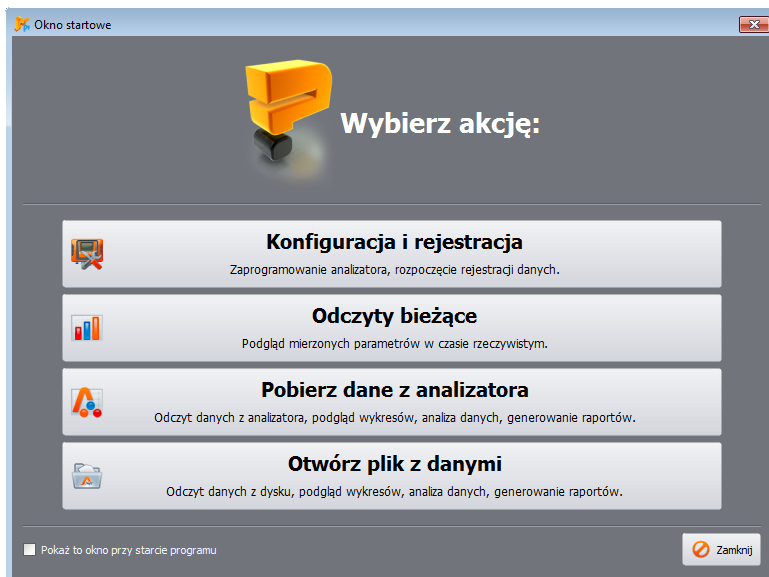 Okno startowe
Wybierz akcję:
Konfiguracja i rejestracja
Zaprogramowanie analizatora, rozpoczęcie rejestracji danych.
Odczyty bieżące
Podgląd mierzonych parametrów w czasie rzeczywistym.
Pobierz dane z analizatora
Odczyt danych z analizatora, podgląd wykresów, analiza danych, generowanie raportów.
Otwórz plik z danymi
Odczyt danych z dysku, podgląd wykresów, analiza danych, generowanie raportów.
Pokaż to okno przy starcie programu
Zamknij